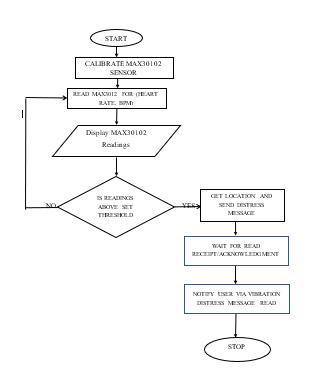 START
CALIBRATE MAX30102
SENSOR
READ MAX3012 FOR (HEART
RATE, BPM)
Display MAX30102
Readings
IS READINGS
ABOVE SET
THRESHOLD
NO
YES
GET LOCATION AND
SEND DISTRESS
MESSAGE
WAIT FOR READ
RECEIPT/ACKNOWLEDGMENT
NOTIFY USER VIA VIBRATION
DISTRESS MESSAGE READ
STOP